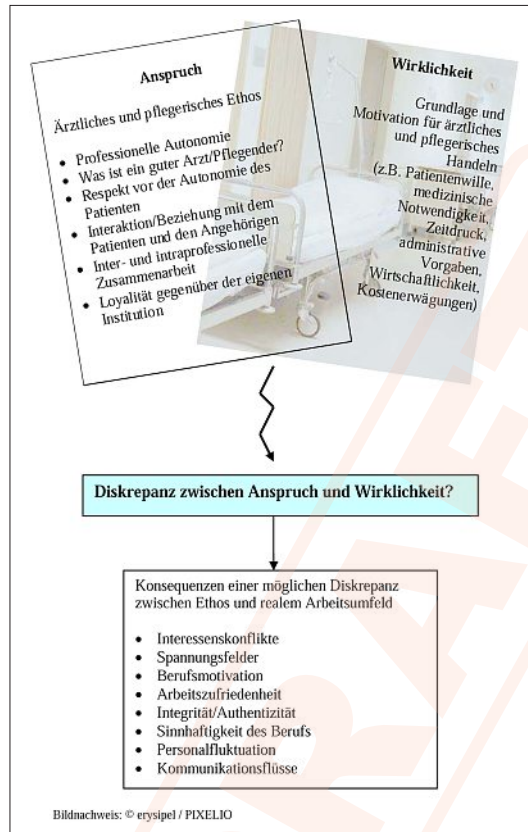 Anspruch
Ärztliches und pflegerisches Ethos
• Professionelle Autonomie
• Was ist ein guter Arzt/Pflegender?
• Respekt vor der Autonomie des
Patienten
• Interaktion/Beziehung mit dem
Patienten und den Angehörigen
• Inter- und intraprofessionelle
Zusammenarbeit
• Loyalität gegenüber der eigenen
Institution
Wirklichkeit
Grundlage und
Motivation für ärztliches
und pflegerisches
Handeln
(z.B. Patientenwille,
medizinische
Notwendigkeit,
Zeitdruck,
administrative
Vorgaben,
Wirtschaftlichkeit,
Kostenerwägungen)
Diskrepanz zwischen Anspruch und Wirklichkeit?
Konsequenzen einer möglichen Diskrepanz
zwischen Ethos und realem Arbeitsumfeld
• Interessenskonflikte
• Spannungsfelder
• Berufsmotivation
• Arbeitszufriedenheit
• Integrität/Authentizität
• Sinnhaftigkeit des Berufs
• Personalfluktuation
• Kommunikationsflüsse
Bildnachweis: © erysipel / PIXELIO